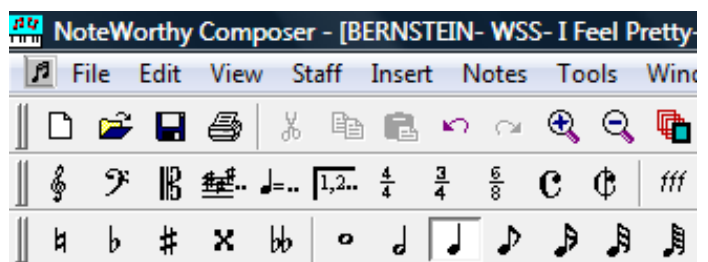 NoteWorthy Composer - [BERNSTEIN- WSS- I Feel Pretty-
File Edit View Staff Insert Notes Tools Wind
1,2.. 4/4 3/4 6/8 C fff